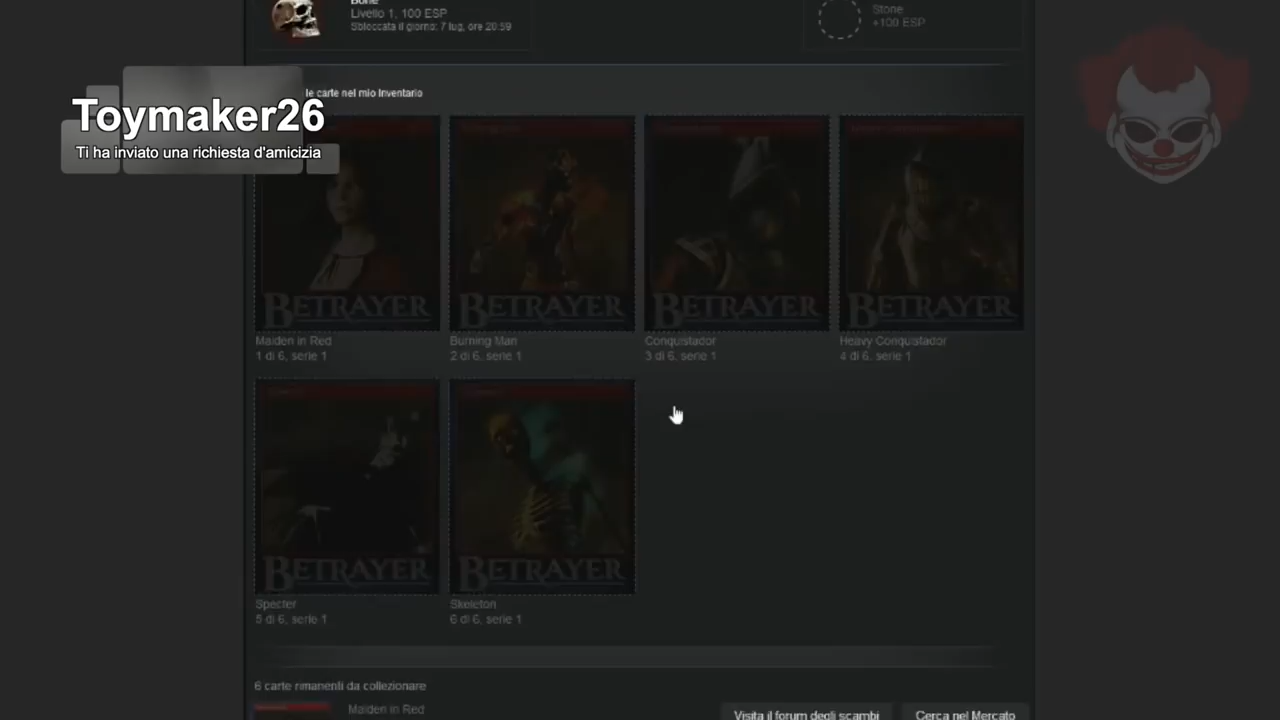 Bone
Livello 1, 100 ESP
Sbloccata il giorno: 7 lug, ore 20:59
Stone
+100 ESP
le carte nel mio Inventario
Toymaker26
Ti ha inviato una richiesta d'amicizia
BETRAYER
BETRAYER
BETRAYER
BETRAYER
Maiden in Red
1 di 6, serie 1
Burning Man
2 di 6, serie 1
Conquistador
3 di 6, serie 1
Heavy Conquistador
4 di 6, serie 1
BETRAYER
BETRAYER
Specter
5 di 6, serie 1
Skeleton
6 di 6, serie 1
6 carte rimanenti da collezionare
Maiden in Red
Visita il forum degli scambi
Cerca nel Mercato